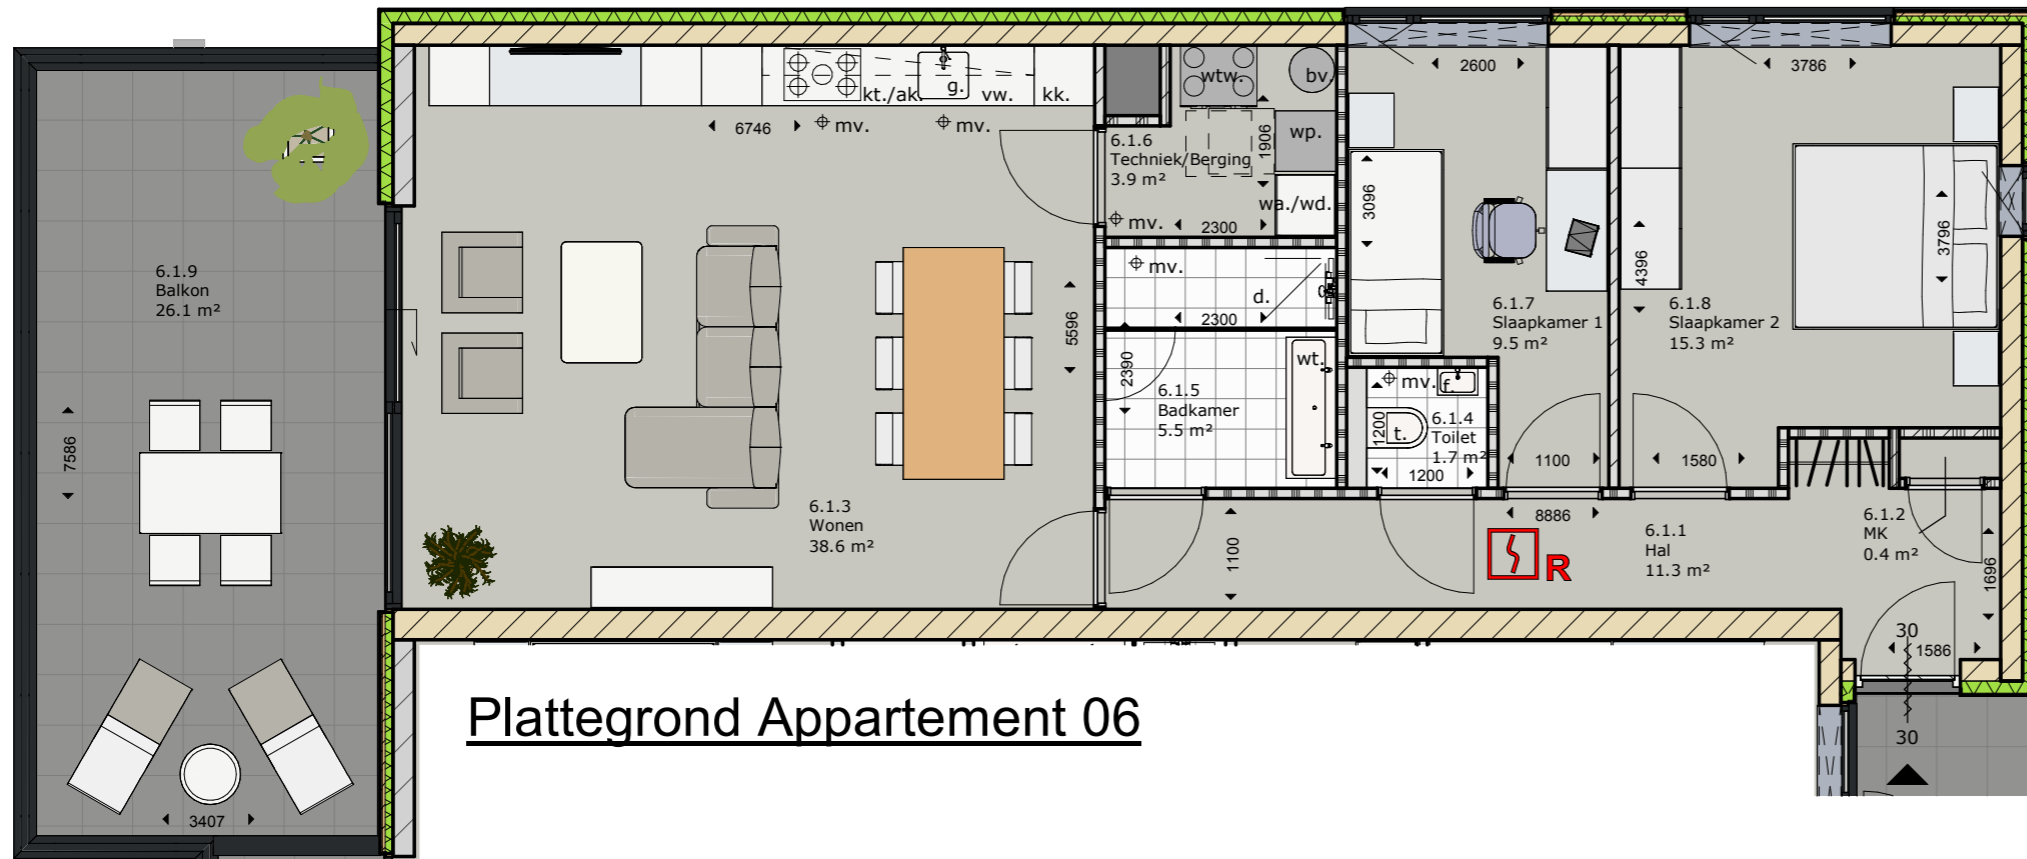 2600
3786
kt./ak.
g.
vw.
kk.
wtw.
bv.
6746
mv.
mv.
6.1.6
Techniek/Berging
3.9 m²
1906
wp.
wa./wd.
mv.
2300
3096
4396
3796
6.1.9
Balkon
26.1 m²
mv.
d.
2300
5596
6.1.7
Slaapkamer 1
9.5 m²
6.1.8
Slaapkamer 2
15.3 m²
2390
wt.
6.1.5
Badkamer
5.5 m²
mv.
f.
1200
t.
6.1.4
Toilet
1.7 m²
1200
1100
1580
7586
6.1.3
Wonen
38.6 m²
1100
8886
R
6.1.1
Hal
11.3 m²
6.1.2
MK
0.4 m²
1696
30
1586
30
Plattegrond Appartement 06
3407